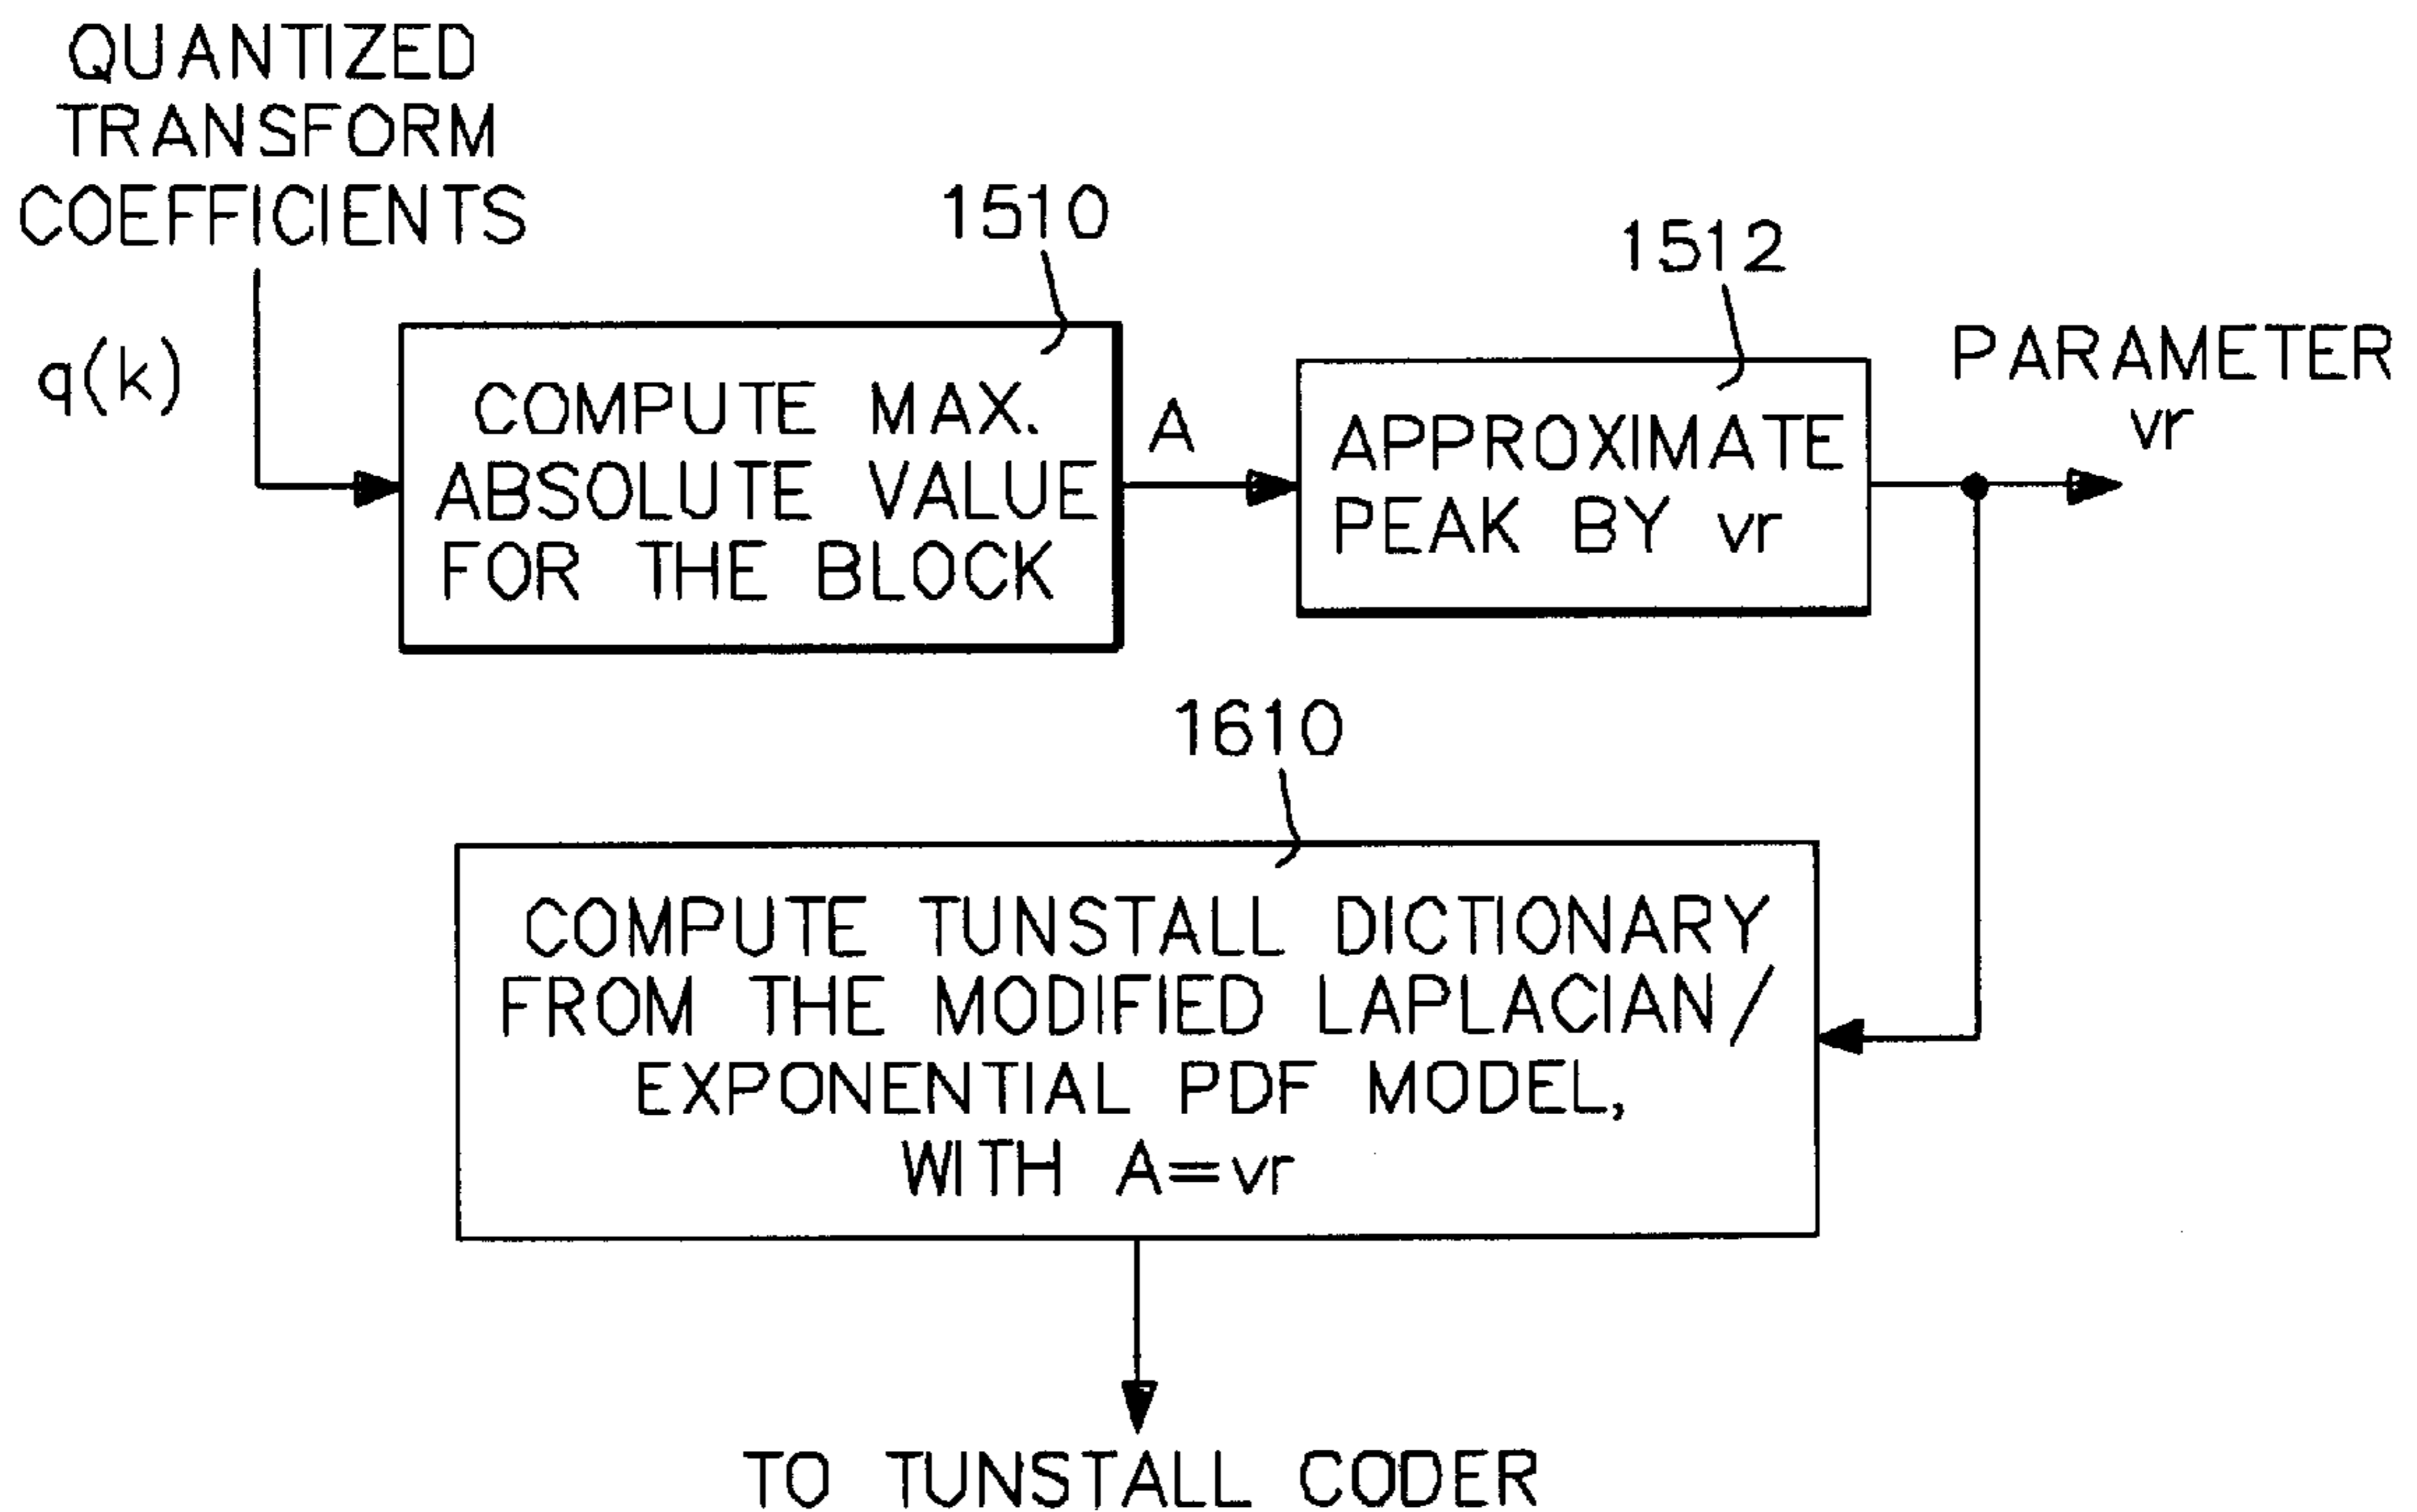 QUANTIZED
TRANSFORM
COEFFICIENTS
q(k)
1510
COMPUTE MAX.
ABSOLUTE VALUE
FOR THE BLOCK
A
1512
APPROXIMATE
PEAK BY vr
PARAMETER
vr
1610
COMPUTE TUNSTALL DICTIONARY
FROM THE MODIFIED LAPLACIAN/
EXPONENTIAL PDF MODEL,
WITH A=vr
TO TUNSTALL CODER